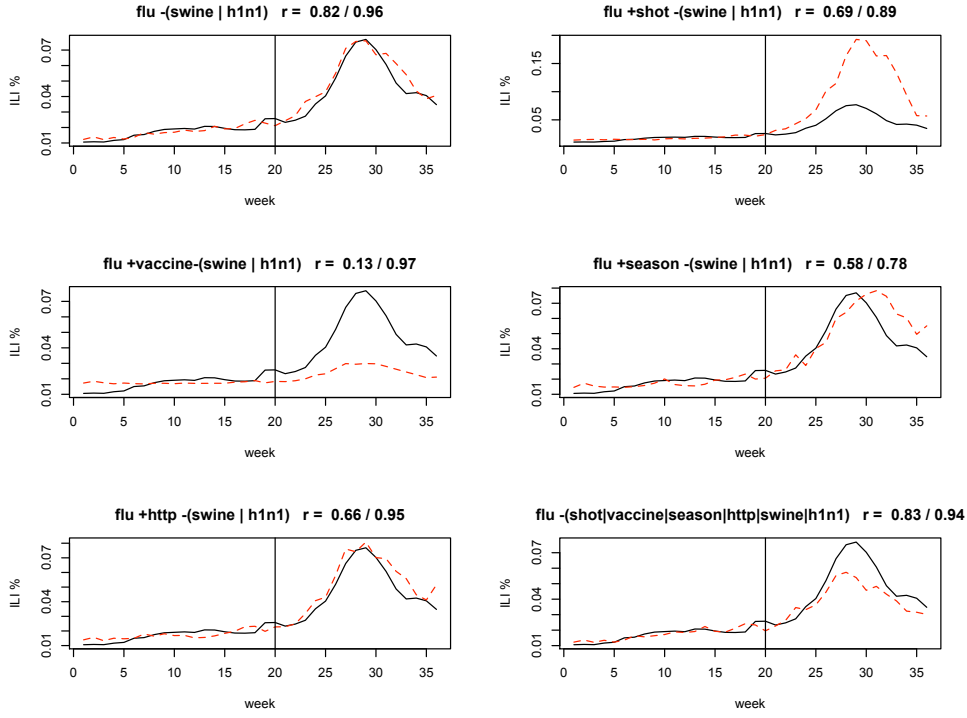 flu -(swine | h1n1)   r =  0.82 / 0.96
ILI %
0.01 0.04 0.07
0 5 10 15 20 25 30 35
week
flu +shot -(swine | h1n1)   r =  0.69 / 0.89
ILI %
0.05 0.15
0 5 10 15 20 25 30 35
week
flu +vaccine-(swine | h1n1)   r =  0.13 / 0.97
ILI %
0.01 0.04 0.07
0 5 10 15 20 25 30 35
week
flu +season -(swine | h1n1)   r =  0.58 / 0.78
ILI %
0.01 0.04 0.07
0 5 10 15 20 25 30 35
week
flu +http -(swine | h1n1)   r =  0.66 / 0.95
ILI %
0.01 0.04 0.07
0 5 10 15 20 25 30 35
week
flu -(shot|vaccine|season|http|swine|h1n1)   r =  0.83 / 0.94
ILI %
0.01 0.04 0.07
0 5 10 15 20 25 30 35
week